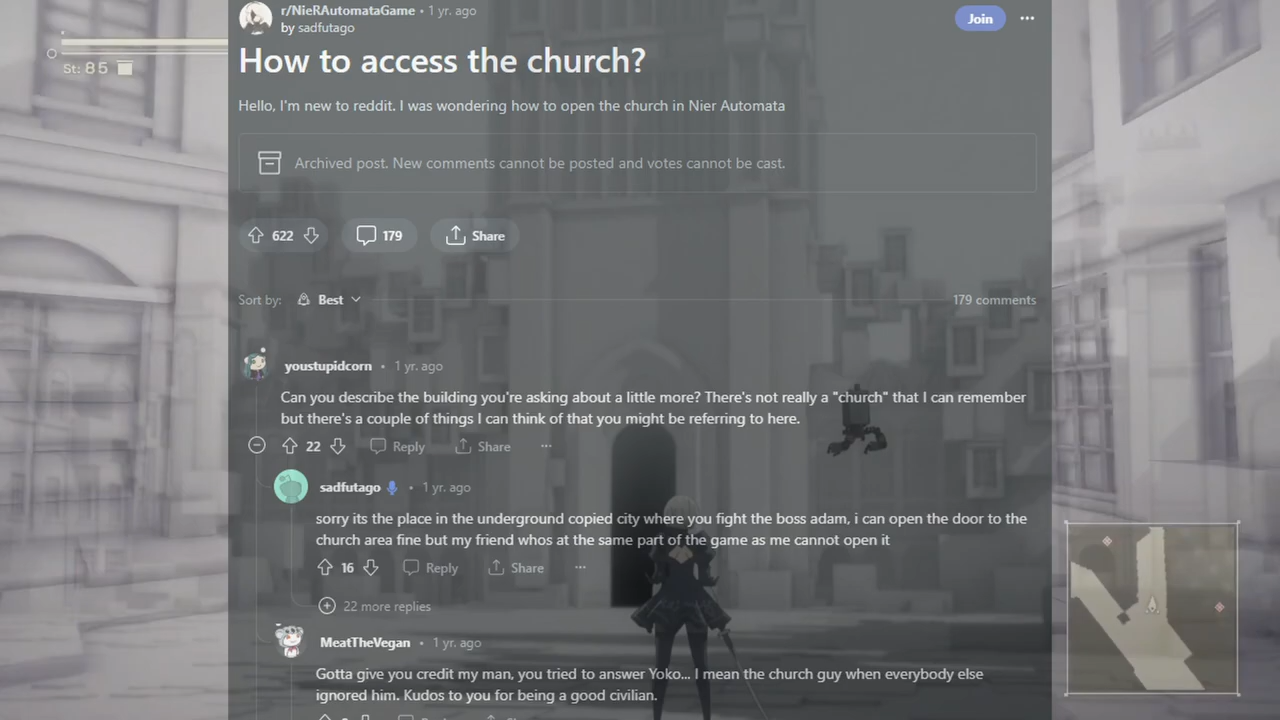 r/NieRAutomataGame • 1 yr. ago
by sadfutago
Join
St: 85
How to access the church?
Hello, I'm new to reddit. I was wondering how to open the church in Nier Automata
Archived post. New comments cannot be posted and votes cannot be cast.
622
179
Share
Sort by: Best
179 comments
youstupidcorn • 1 yr. ago
Can you describe the building you're asking about a little more? There's not really a "church" that I can remember
but there's a couple of things I can think of that you might be referring to here.
22 Reply Share
sadfutago • 1 yr. ago
sorry its the place in the underground copied city where you fight the boss adam, i can open the door to the
church area fine but my friend whos at the same part of the game as me cannot open it
16 Reply Share
22 more replies
MeatTheVegan • 1 yr. ago
Gotta give you credit my man, you tried to answer Yoko... I mean the church guy when everybody else
ignored him. Kudos to you for being a good civilian.